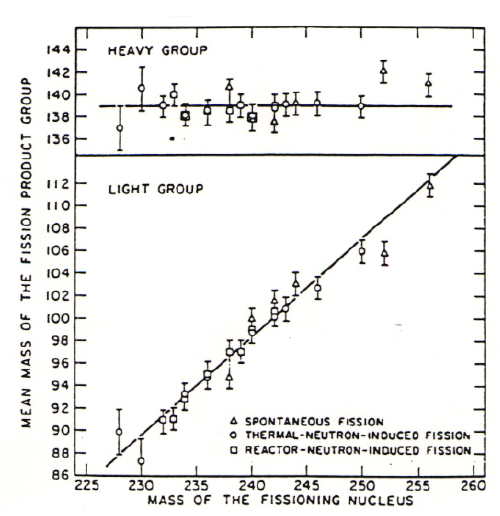 HEAVY GROUP
144
142
140
138
136
LIGHT GROUP
112
110
108
106
104
102
100
98
96
94
92
90
88
86
MEAN MASS OF THE FISSION PRODUCT GROUP
△ SPONTANEOUS FISSION
○ THERMAL-NEUTRON-INDUCED FISSION
□ REACTOR-NEUTRON-INDUCED FISSION
225 230 235 240 245 250 255 260
MASS OF THE FISSIONING NUCLEUS